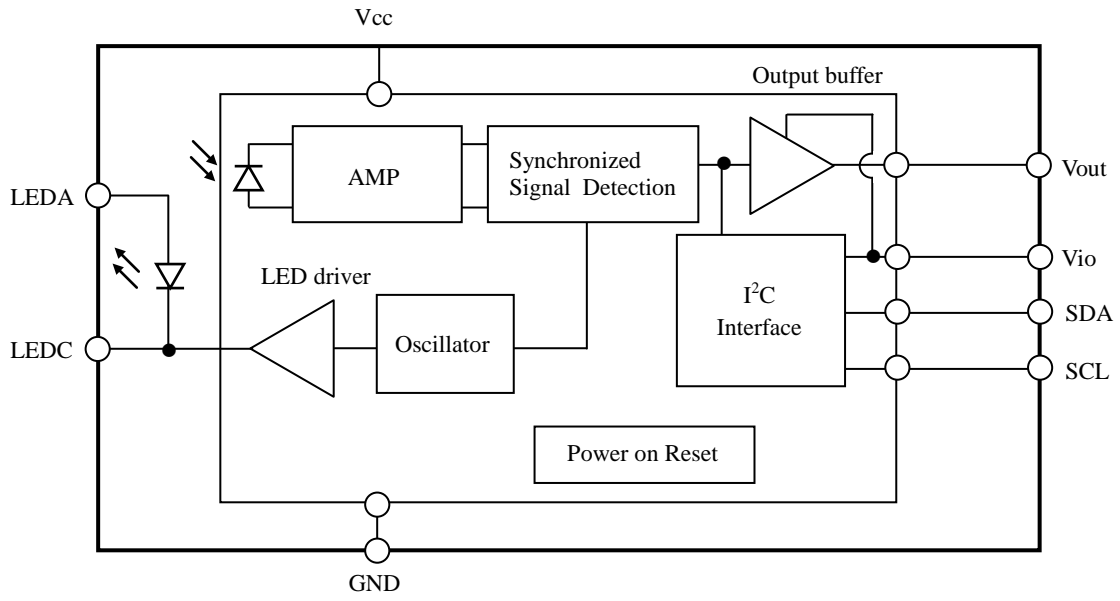 Vcc
Output buffer
Synchronized
Signal Detection
AMP
Vout
LEDA
Vio
LED driver
I²C
Interface
SDA
Oscillator
LEDC
SCL
Power on Reset
GND